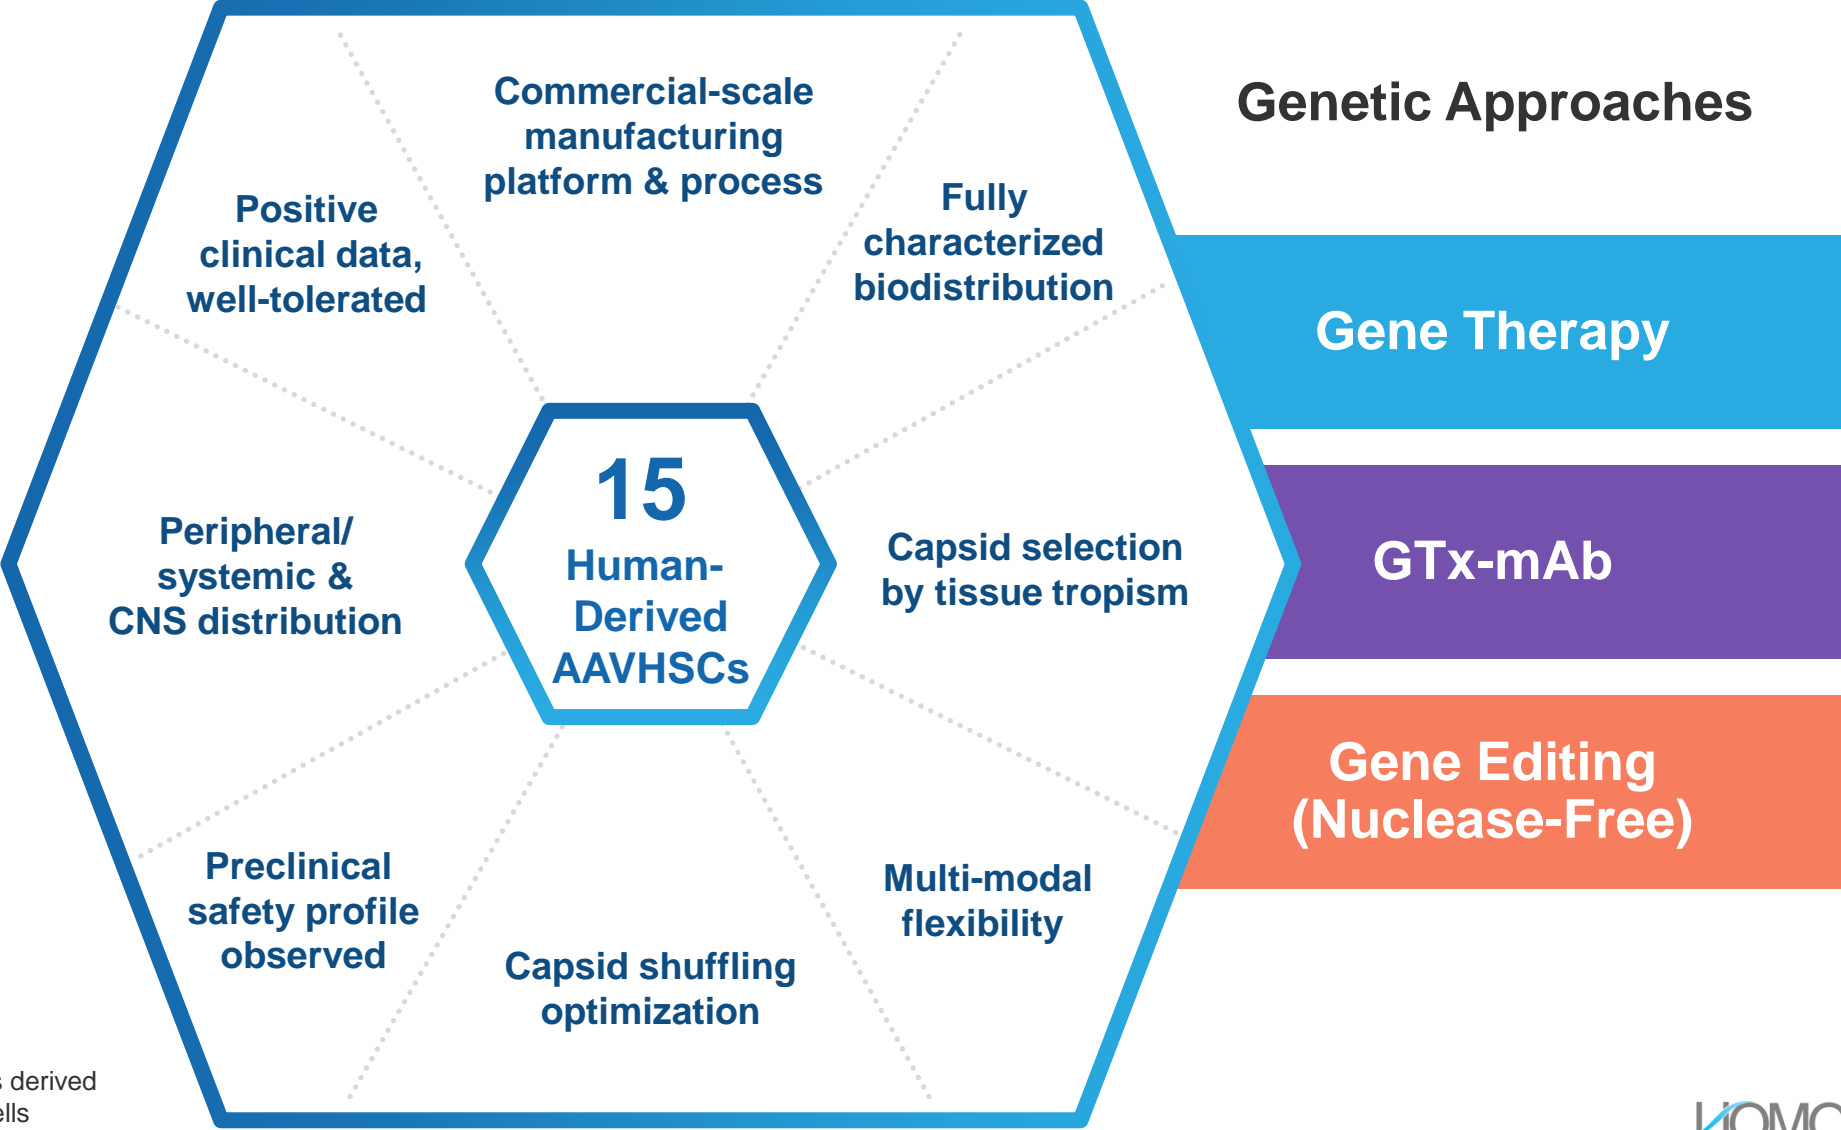 Genetic Approaches
Commercial-scale
manufacturing
platform & process
Positive
clinical data,
well-tolerated
Fully
characterized
biodistribution
Gene Therapy
15
Human-
Derived
AAVHSCs
Peripheral/
systemic &
CNS distribution
Capsid selection
by tissue tropism
GTx-mAb
Gene Editing
(Nuclease-Free)
Preclinical
safety profile
observed
Multi-modal
flexibility
Capsid shuffling
optimization
derived